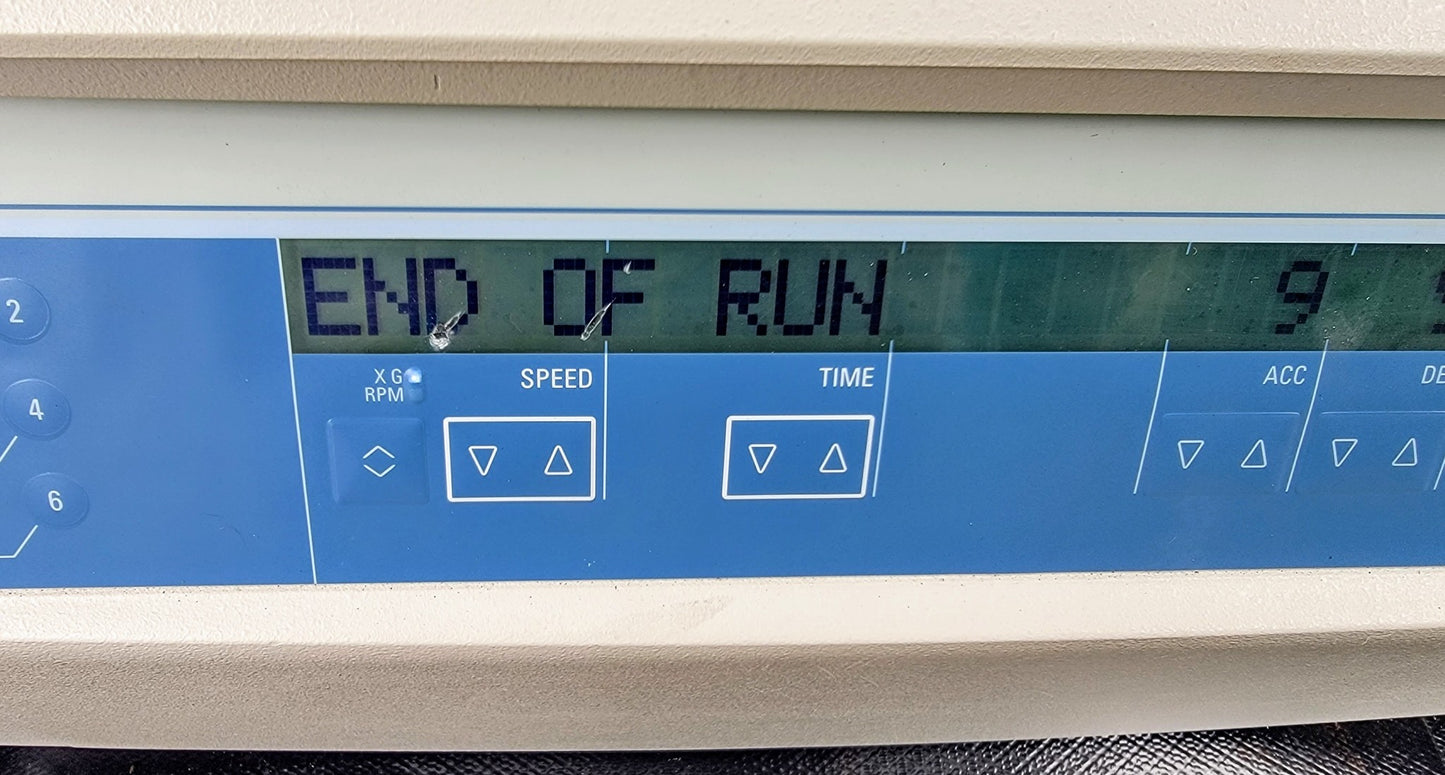 END OF RUN 9
X G
RPM
SPEED
TIME
ACC
2
4
6